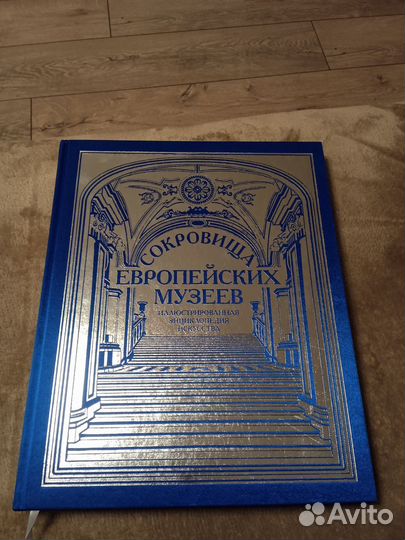 СОКРОВИЩА
ЕВРОПЕЙСКИХ
МУЗЕЕВ
ИЛЛЮСТРИРОВАННАЯ
ЭНЦИКЛОПЕДИЯ
ИСКУССТВА
Avito